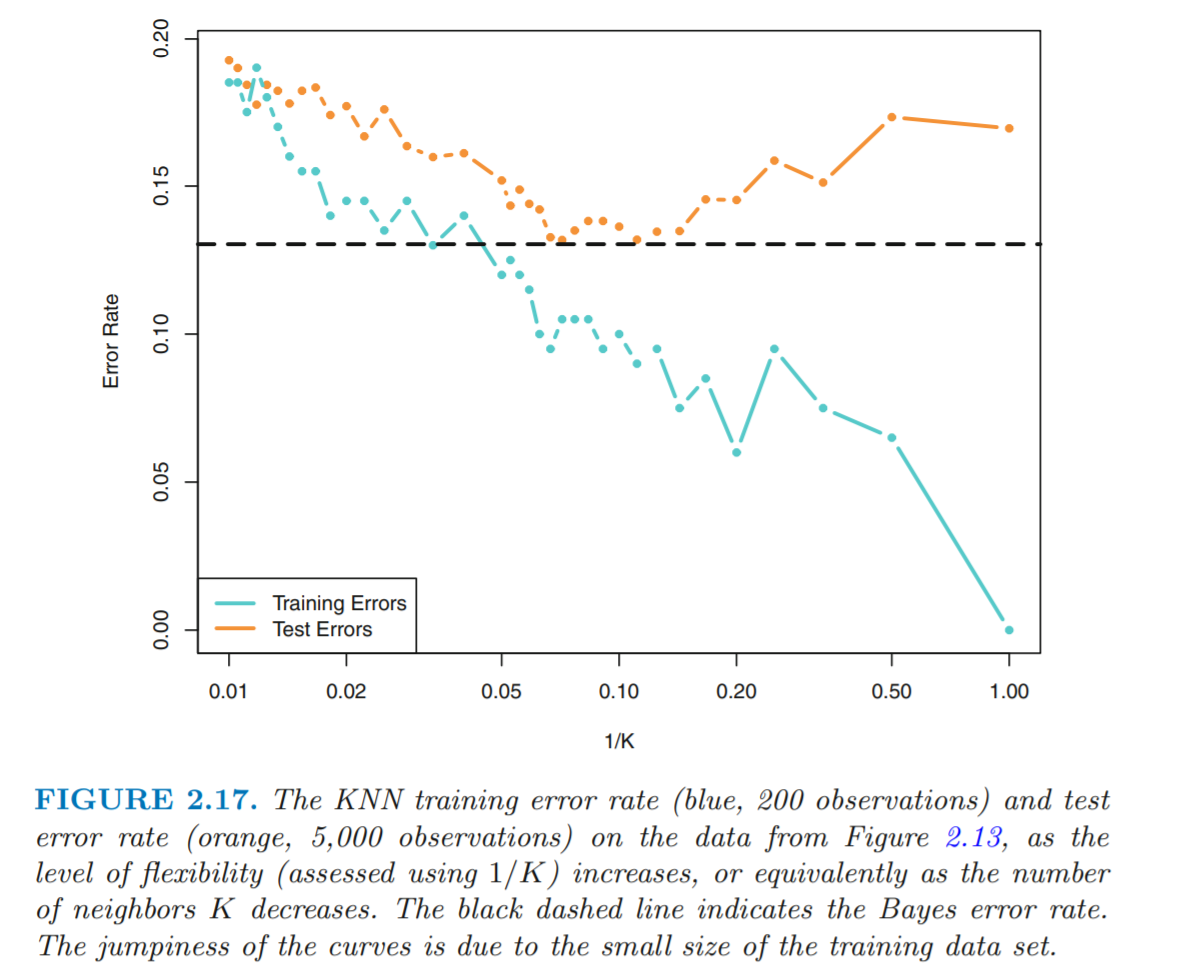 0.20
0.15
0.10
0.05
0.00
Error Rate
Training Errors
Test Errors
0.01 0.02 0.05 0.10 0.20 0.50 1.00
1/K
FIGURE 2.17. The KNN training error rate (blue, 200 observations) and test
error rate (orange, 5,000 observations) on the data from Figure 2.13, as the
level of flexibility (assessed using 1/K) increases, or equivalently as the number
of neighbors K decreases. The black dashed line indicates the Bayes error rate.
The jumpiness of the curves is due to the small size of the training data set.